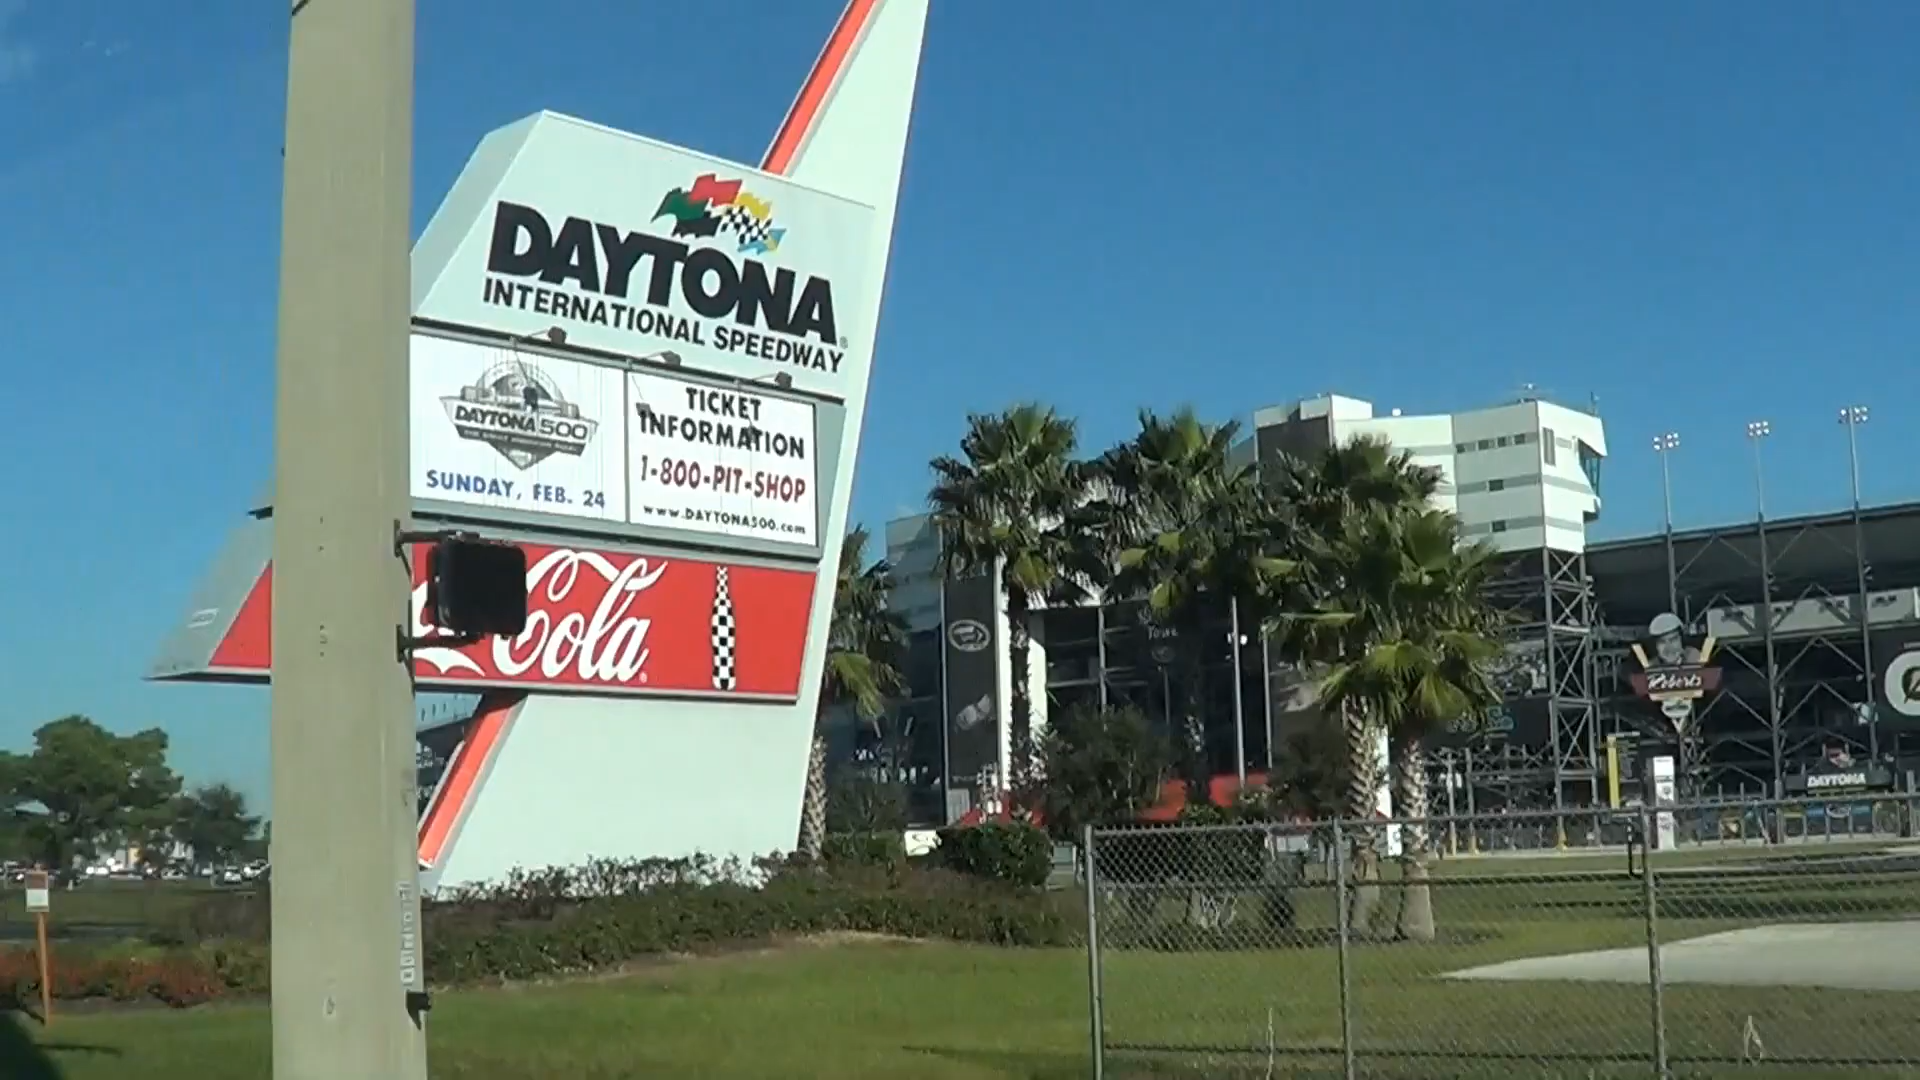 DAYTONA
INTERNATIONAL SPEEDWAY
DAYTONA 500
SUNDAY, FEB. 24
TICKET
INFORMATION
1-800-PIT-SHOP
www.DAYTONA500.com
Cola
Roberts
DAYTONA